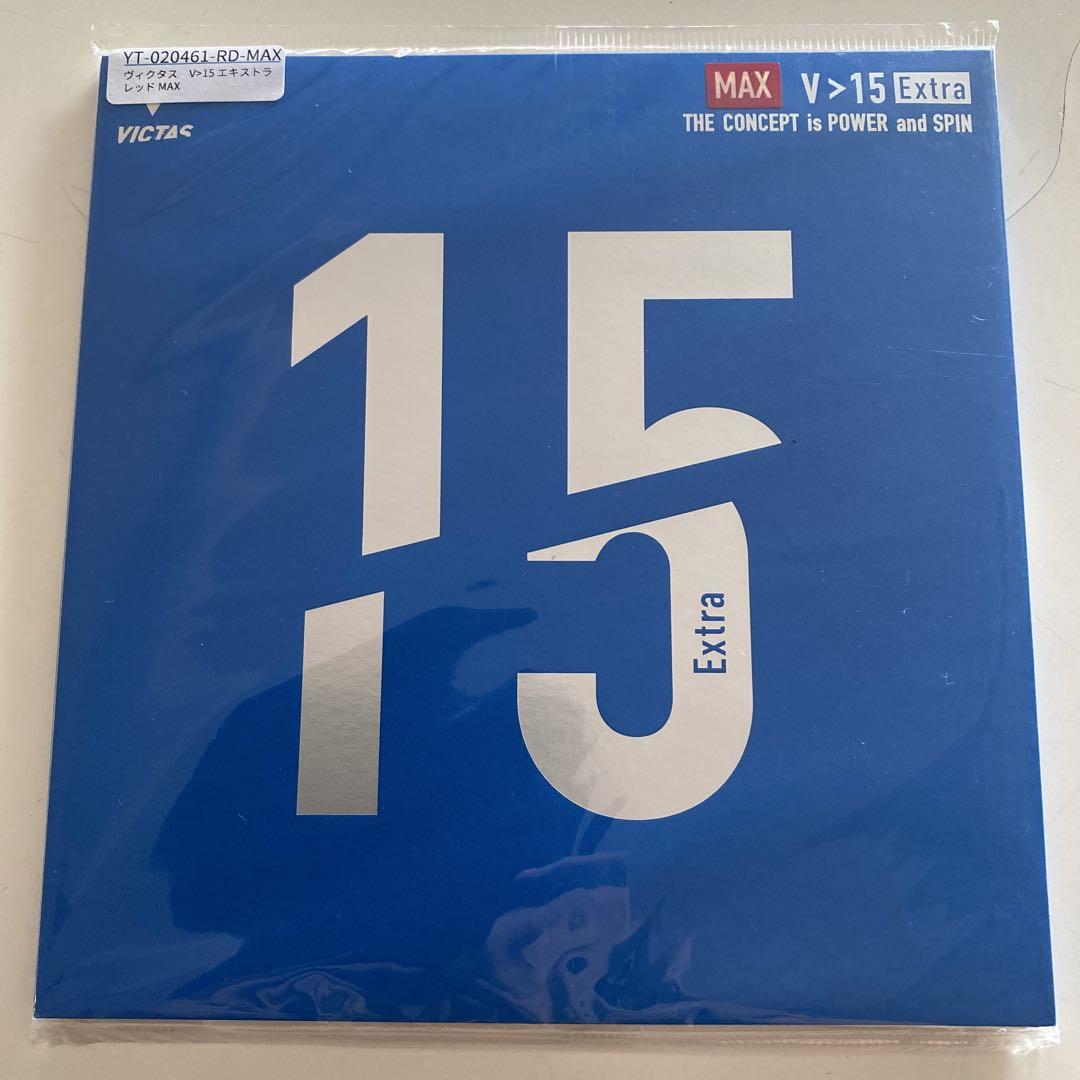 YT-020461-RD-MAX
ヴィクタス V>15 エキストラ
レッド MAX
VICTAS
MAX V>15 Extra
THE CONCEPT is POWER and SPIN
15
Extra